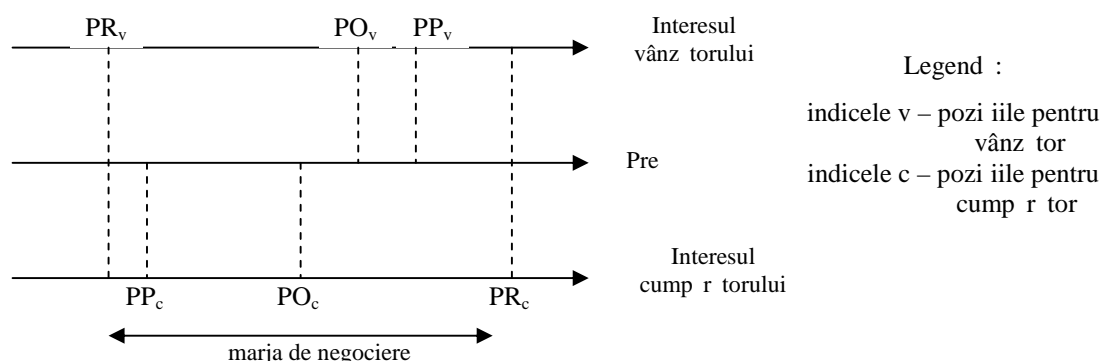 PRv POv PPv
Interesul
vânz torului
Legend :
indicele v – pozi iile pentru
vânz tor
indicele c – pozi iile pentru
cump r tor
Pre
Interesul
cump r torului
PPc POc PRc
marja de negociere